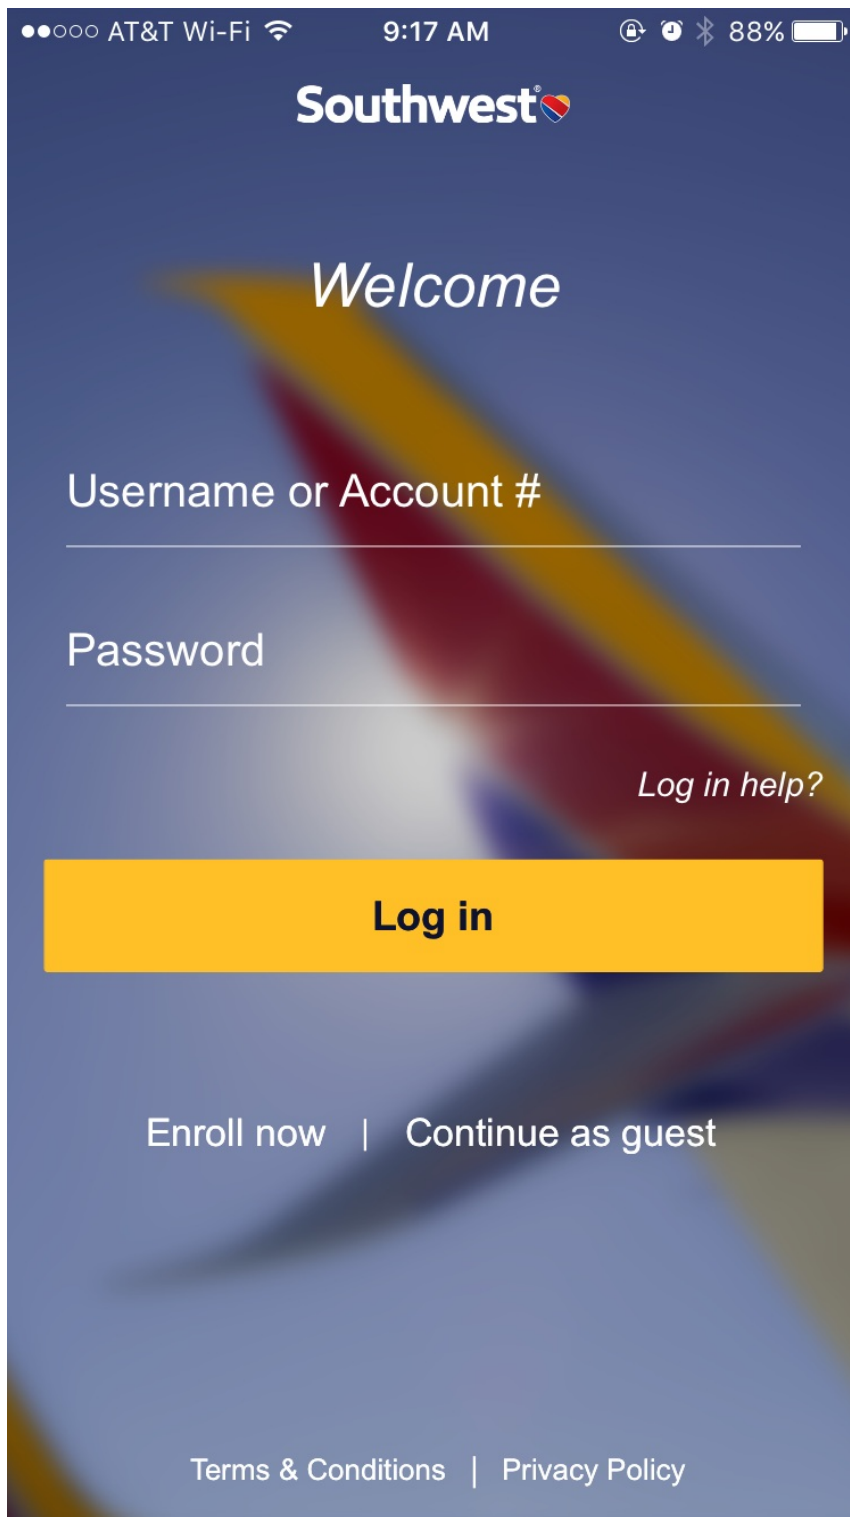 AT&T Wi-Fi 9:17 AM 88%
Southwest®
Welcome
Username or Account #
Password
Log in help?
Log in
Enroll now | Continue as guest
Terms & Conditions | Privacy Policy